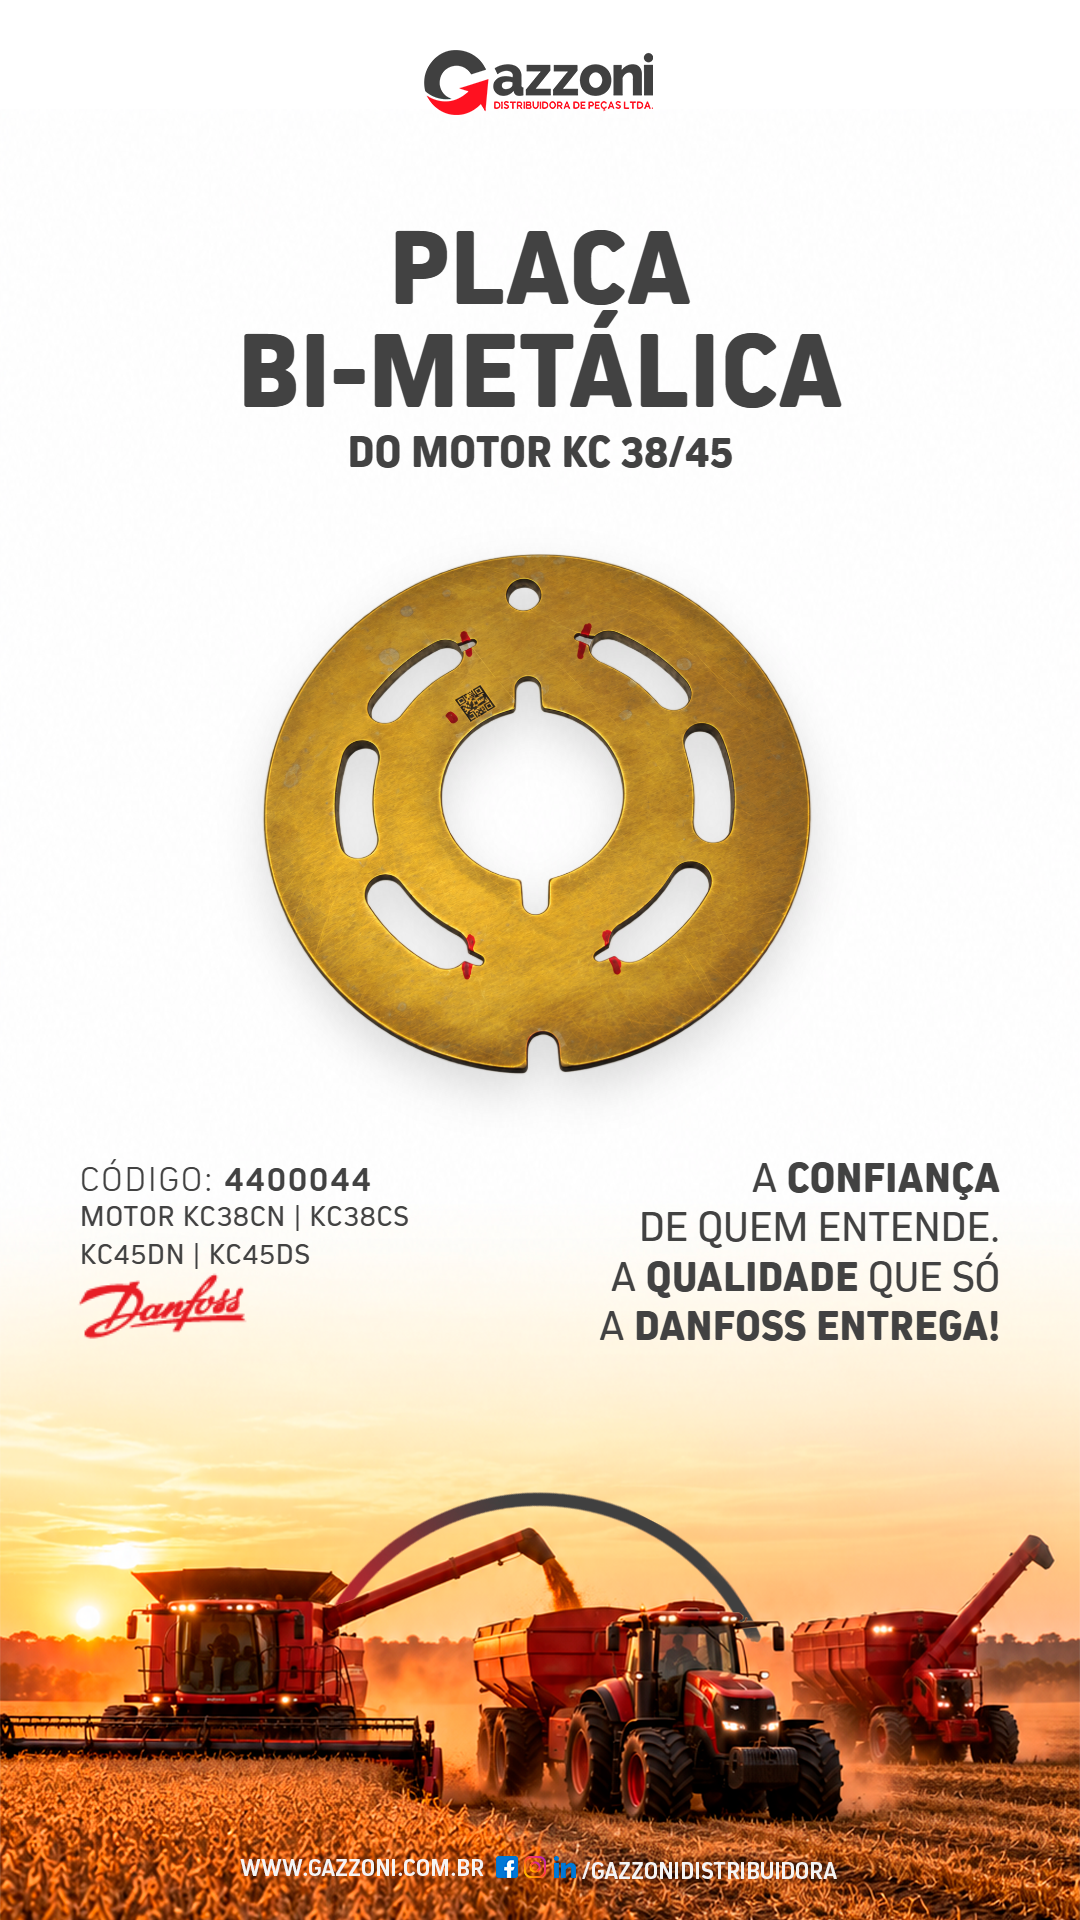 Gazzoni
DISTRIBUIDORA DE PEÇAS LTDA.
PLACA
BI-METÁLICA
DO MOTOR KC 38/45
CÓDIGO: 4400044
MOTOR KC38CN | KC38CS
KC45DN | KC45DS
Danfoss
A CONFIANÇA
DE QUEM ENTENDE.
A QUALIDADE QUE SÓ
A DANFOSS ENTREGA!
WWW.GAZZONI.COM.BR /GAZZONIDISTRIBUIDORA